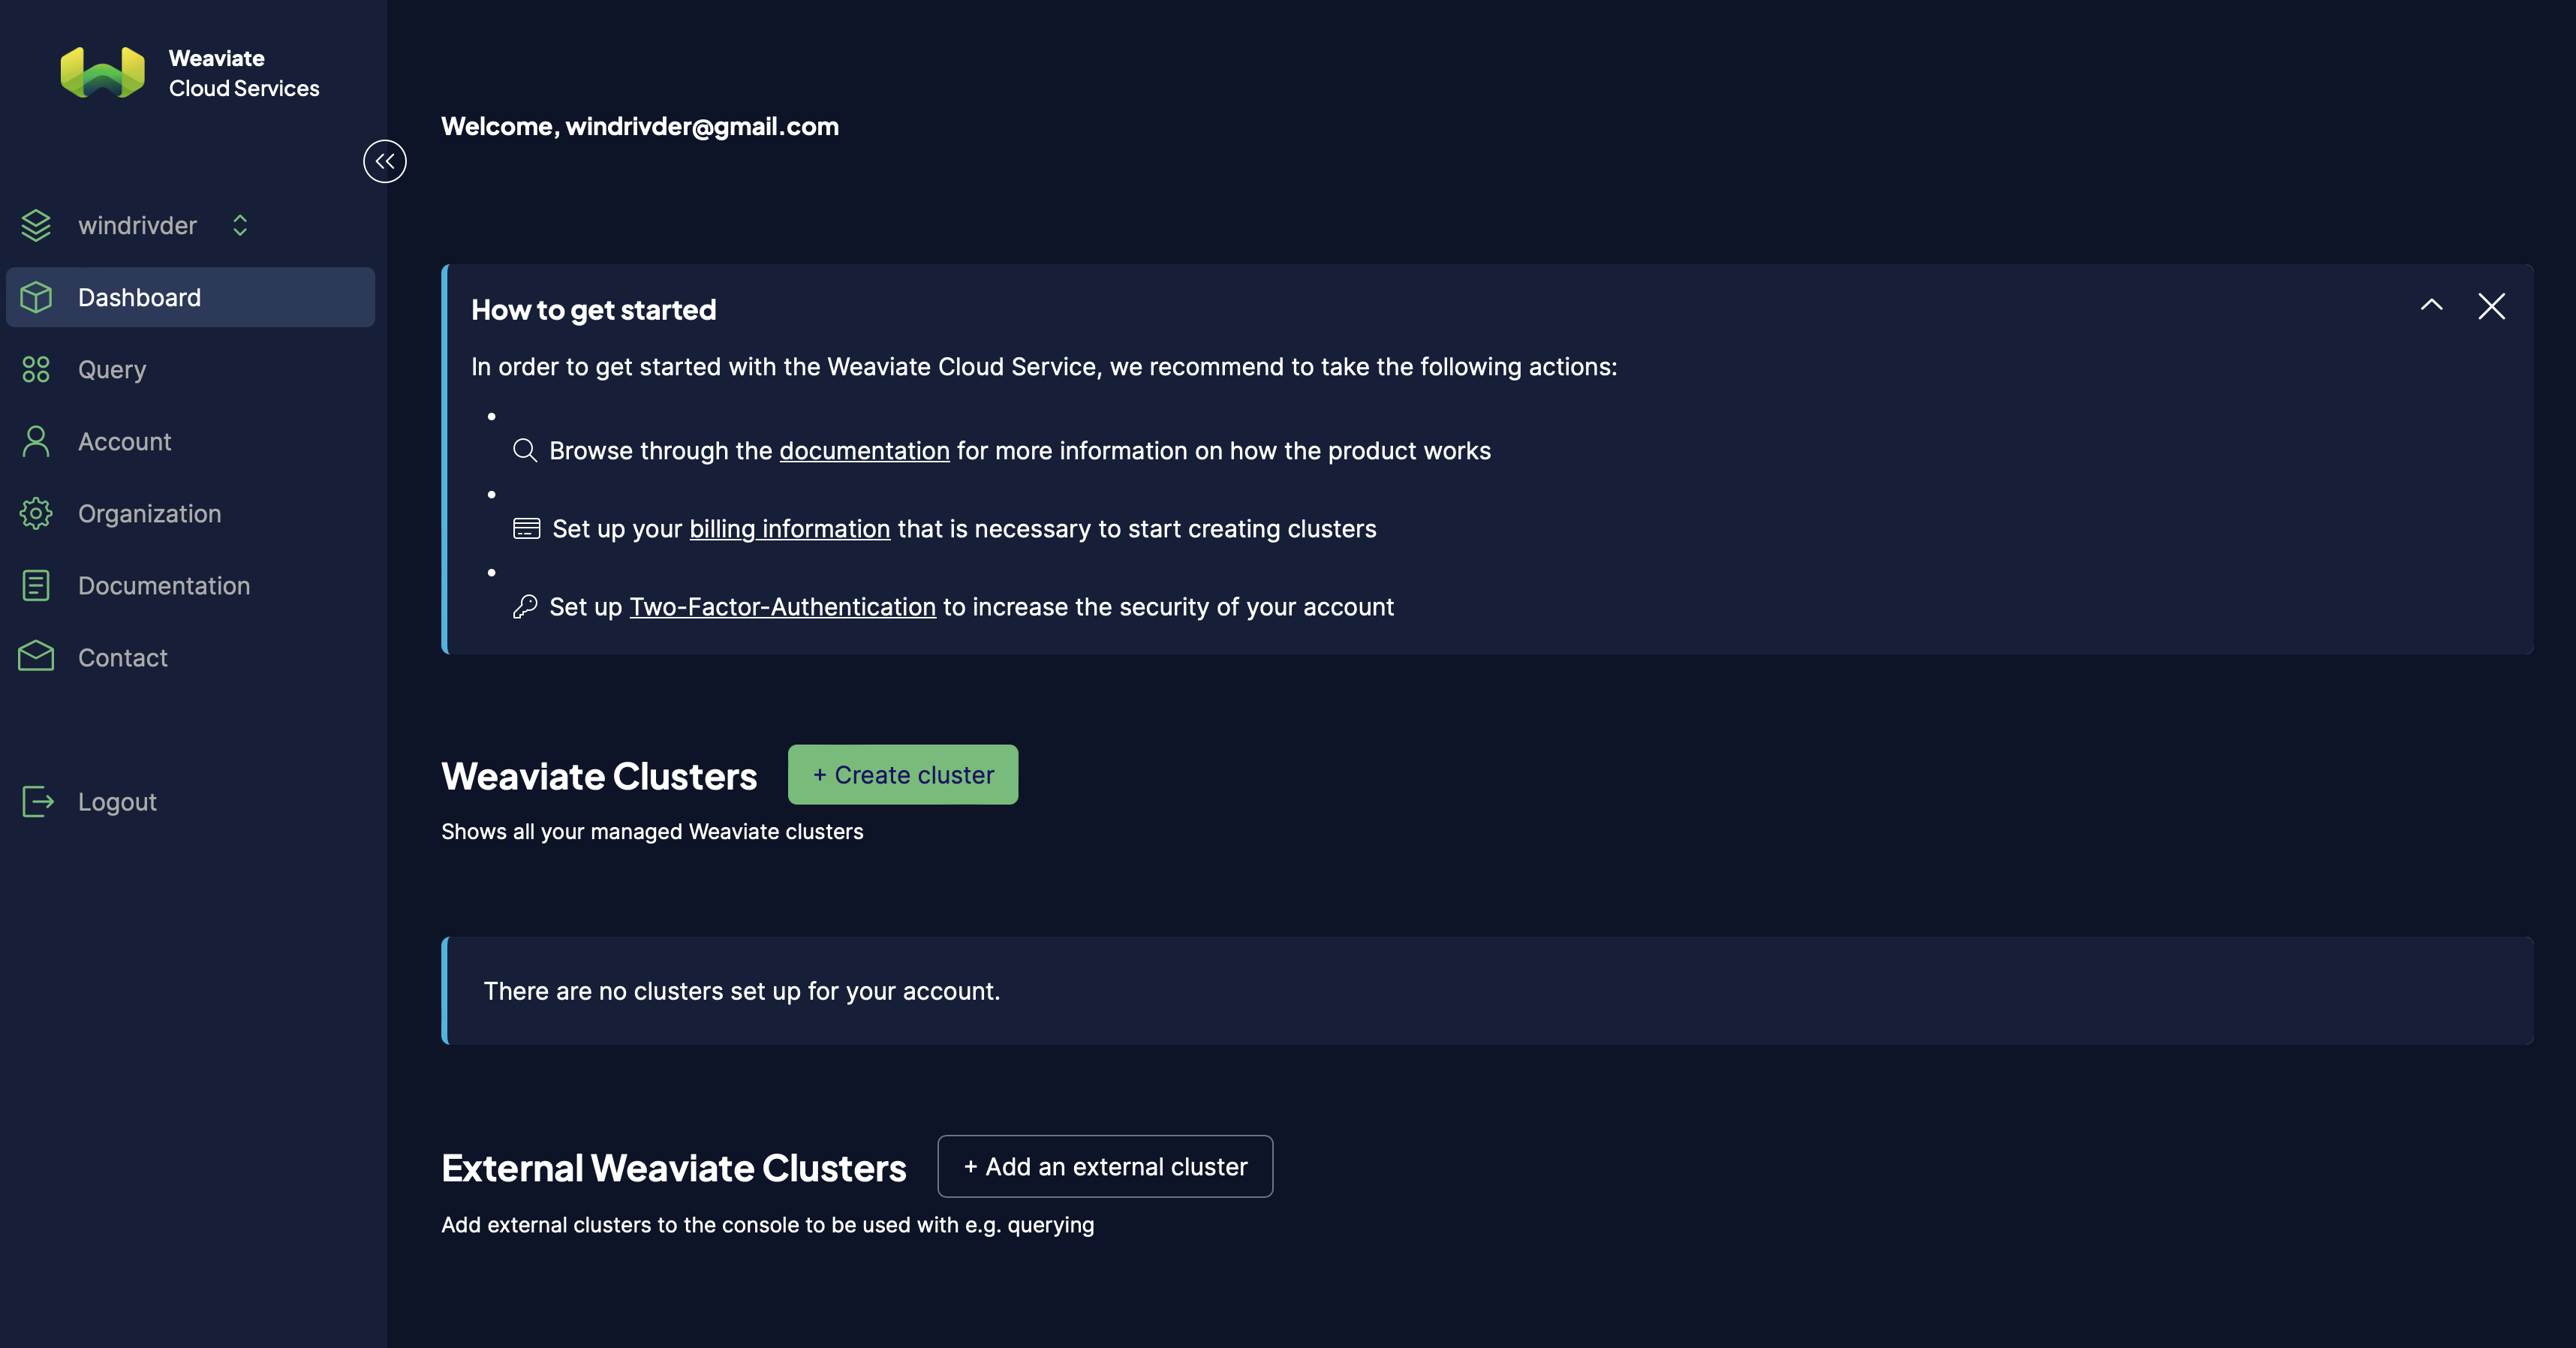 Weaviate
Cloud Services
windrivder
Dashboard
Query
Account
Organization
Documentation
Contact
Logout
Welcome, windrivder@gmail.com
How to get started
In order to get started with the Weaviate Cloud Service, we recommend to take the following actions:
Browse through the documentation for more information on how the product works
Set up your billing information that is necessary to start creating clusters
Set up Two-Factor-Authentication to increase the security of your account
Weaviate Clusters
+ Create cluster
Shows all your managed Weaviate clusters
There are no clusters set up for your account.
External Weaviate Clusters
+ Add an external cluster
Add external clusters to the console to be used with e.g. querying